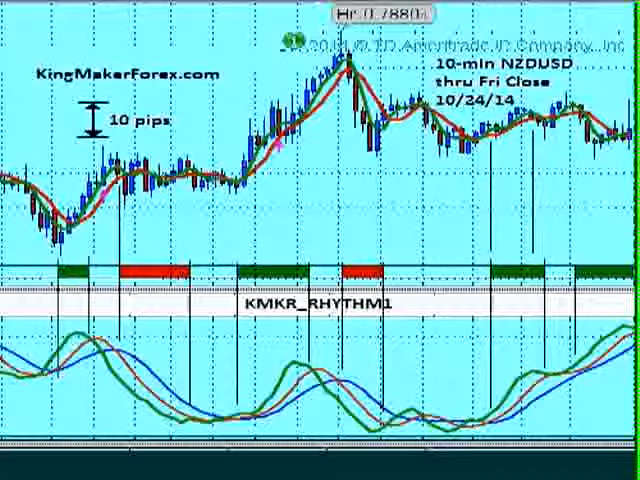 KingMakerForex.com
10 pips
10-min NZDUSD
thru Fri Close
10/24/14
KMKR_RHYTHM1